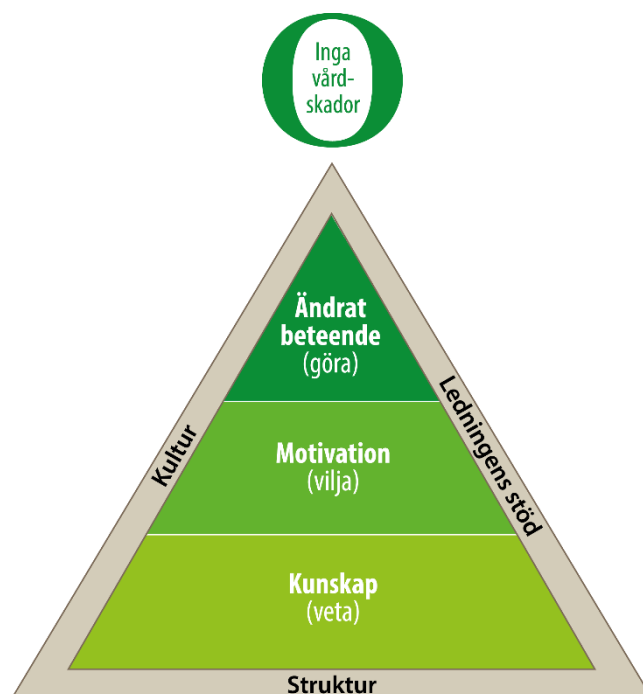 Inga
vård-
skador
Ändrat
beteende
(göra)
Kultur
Ledningens stöd
Motivation
(vilja)
Kunskap
(veta)
Struktur